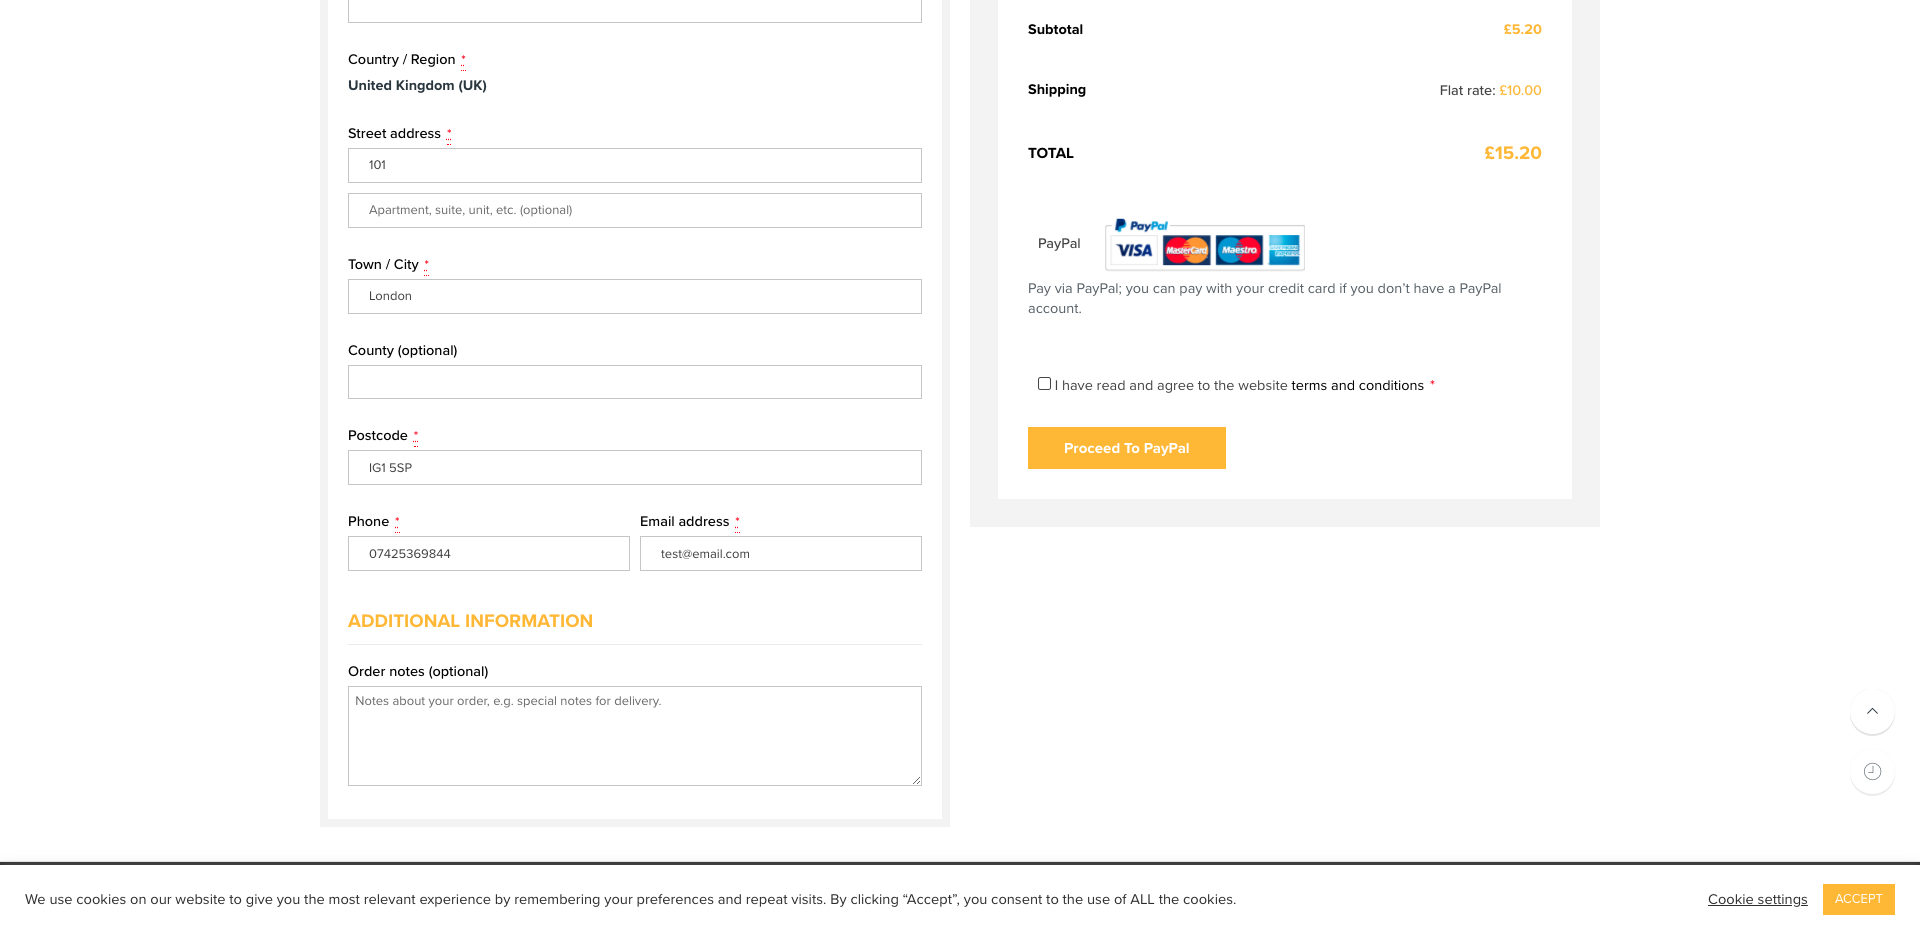 Country / Region *
United Kingdom (UK)
Street address *
101
Apartment, suite, unit, etc. (optional)
Town / City *
London
County (optional)
Postcode *
IG1 5SP
Phone *
Email address *
07425369844
test@email.com
ADDITIONAL INFORMATION
Order notes (optional)
Notes about your order, e.g. special notes for delivery.
Subtotal
£5.20
Shipping
Flat rate: £10.00
TOTAL
£15.20
PayPal
PayPal
VISA
MasterCard
Maestro
AMERICAN EXPRESS
Pay via PayPal; you can pay with your credit card if you don’t have a PayPal
account.
I have read and agree to the website terms and conditions *
Proceed To PayPal
We use cookies on our website to give you the most relevant experience by remembering your preferences and repeat visits. By clicking “Accept”, you consent to the use of ALL the cookies.
Cookie settings
ACCEPT